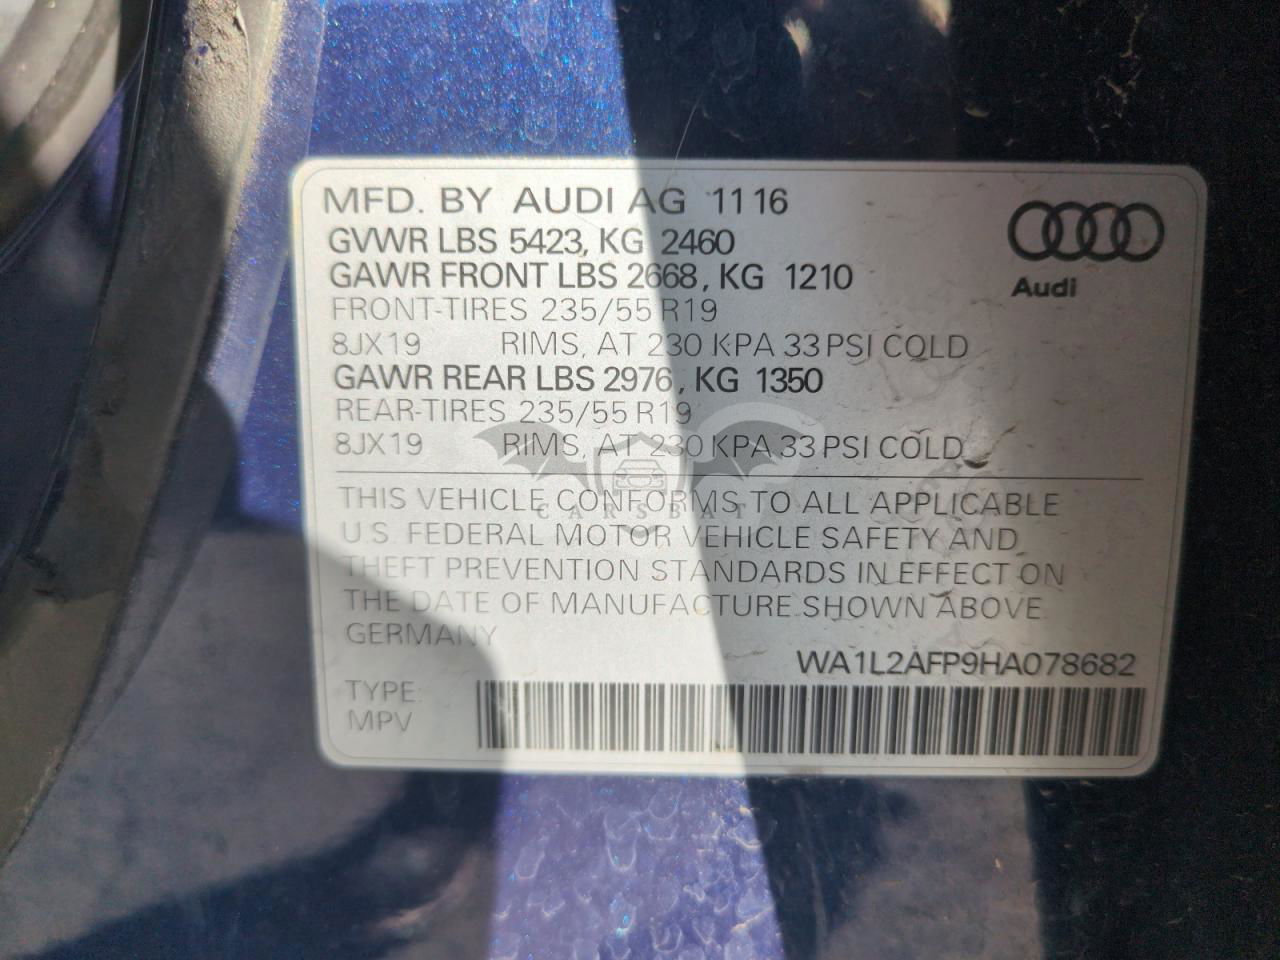 MFD. BY AUDI AG 11 16
GVWR LBS 5423, KG 2460
GAWR FRONT LBS 2668, KG 1210
FRONT-TIRES 235/55 R19
8JX19 RIMS, AT 230 KPA 33 PSI COLD
GAWR REAR LBS 2976, KG 1350
REAR-TIRES 235/55 R19
8JX19 RIMS, AT 230 KPA 33 PSI COLD
Audi
CARSBAT
THIS VEHICLE CONFORMS TO ALL APPLICABLE
U.S. FEDERAL MOTOR VEHICLE SAFETY AND
THEFT PREVENTION STANDARDS IN EFFECT ON
THE DATE OF MANUFACTURE SHOWN ABOVE.
GERMANY
WA1L2AFP9HA078682
TYPE:
MPV